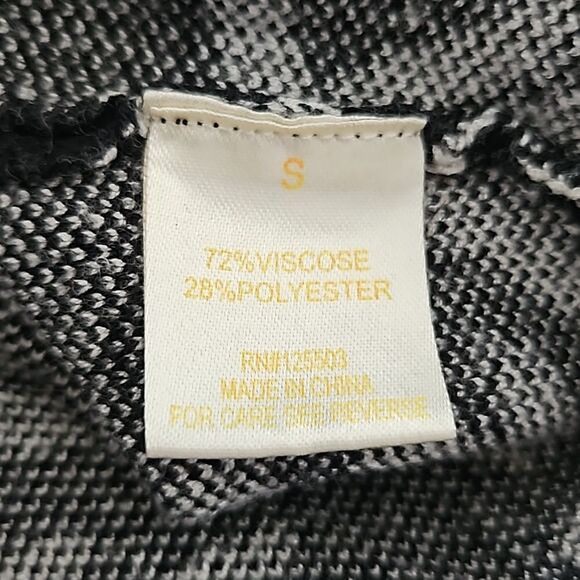 S
72%VISCOSE
28%POLYESTER
RN#125503
MADE IN CHINA
FOR CARE SEE REVERSE